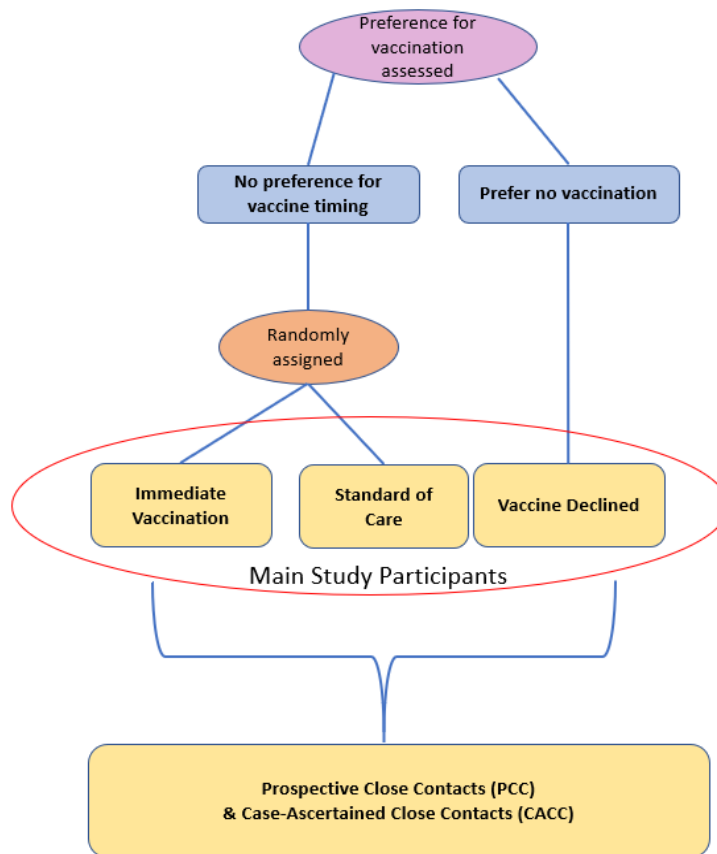 Preference for
vaccination
assessed
No preference for
vaccine timing
Prefer no vaccination
Randomly
assigned
Immediate
Vaccination
Standard of
Care
Vaccine Declined
Main Study Participants
Prospective Close Contacts (PCC)
& Case-Ascertained Close Contacts (CACC)